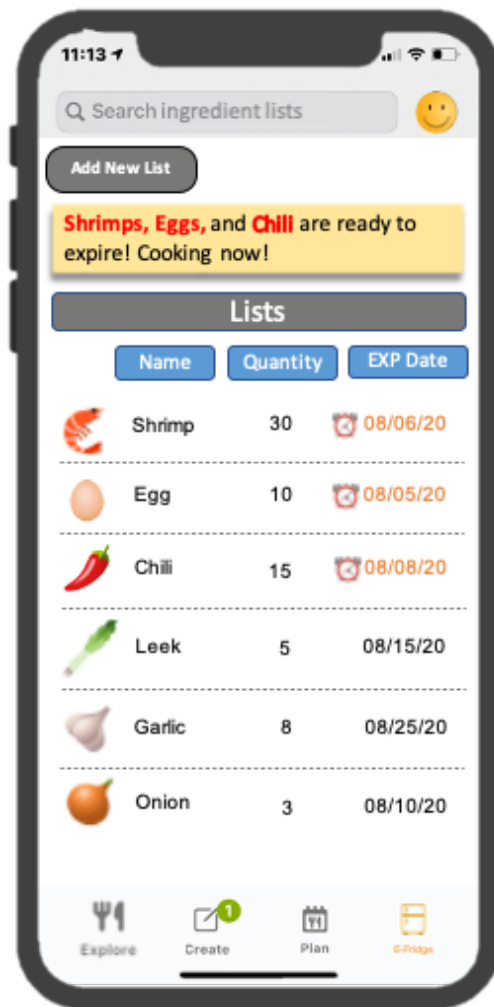 11:13
Search ingredient lists
Add New List
Shrimps, Eggs, and Chili are ready to
expire! Cooking now!
Lists
Name Quantity EXP Date
Shrimp 30 08/06/20
Egg 10 08/05/20
Chili 15 08/08/20
Leek 5 08/15/20
Garlic 8 08/25/20
Onion 3 08/10/20
1
Explore Create Plan E-Fridge